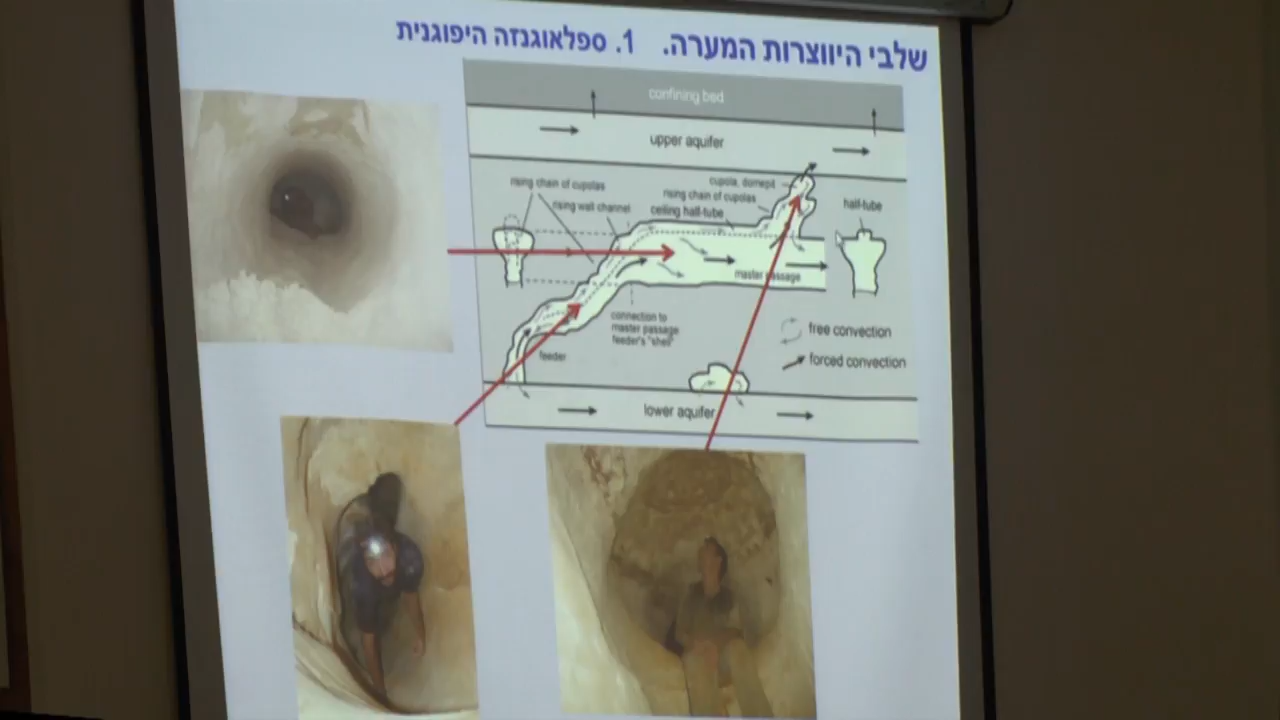 שלבי היווצרות המערה. 1. ספלאוגנזה היפוגנית
confining bed
upper aquifer
cupola, domepit
rising chain of cupolas
rising chain of cupolas
half-tube
rising wall channel
ceiling half-tube
master passage
connection to
master passage
feeder's "shell"
free convection
feeder
forced convection
lower aquifer